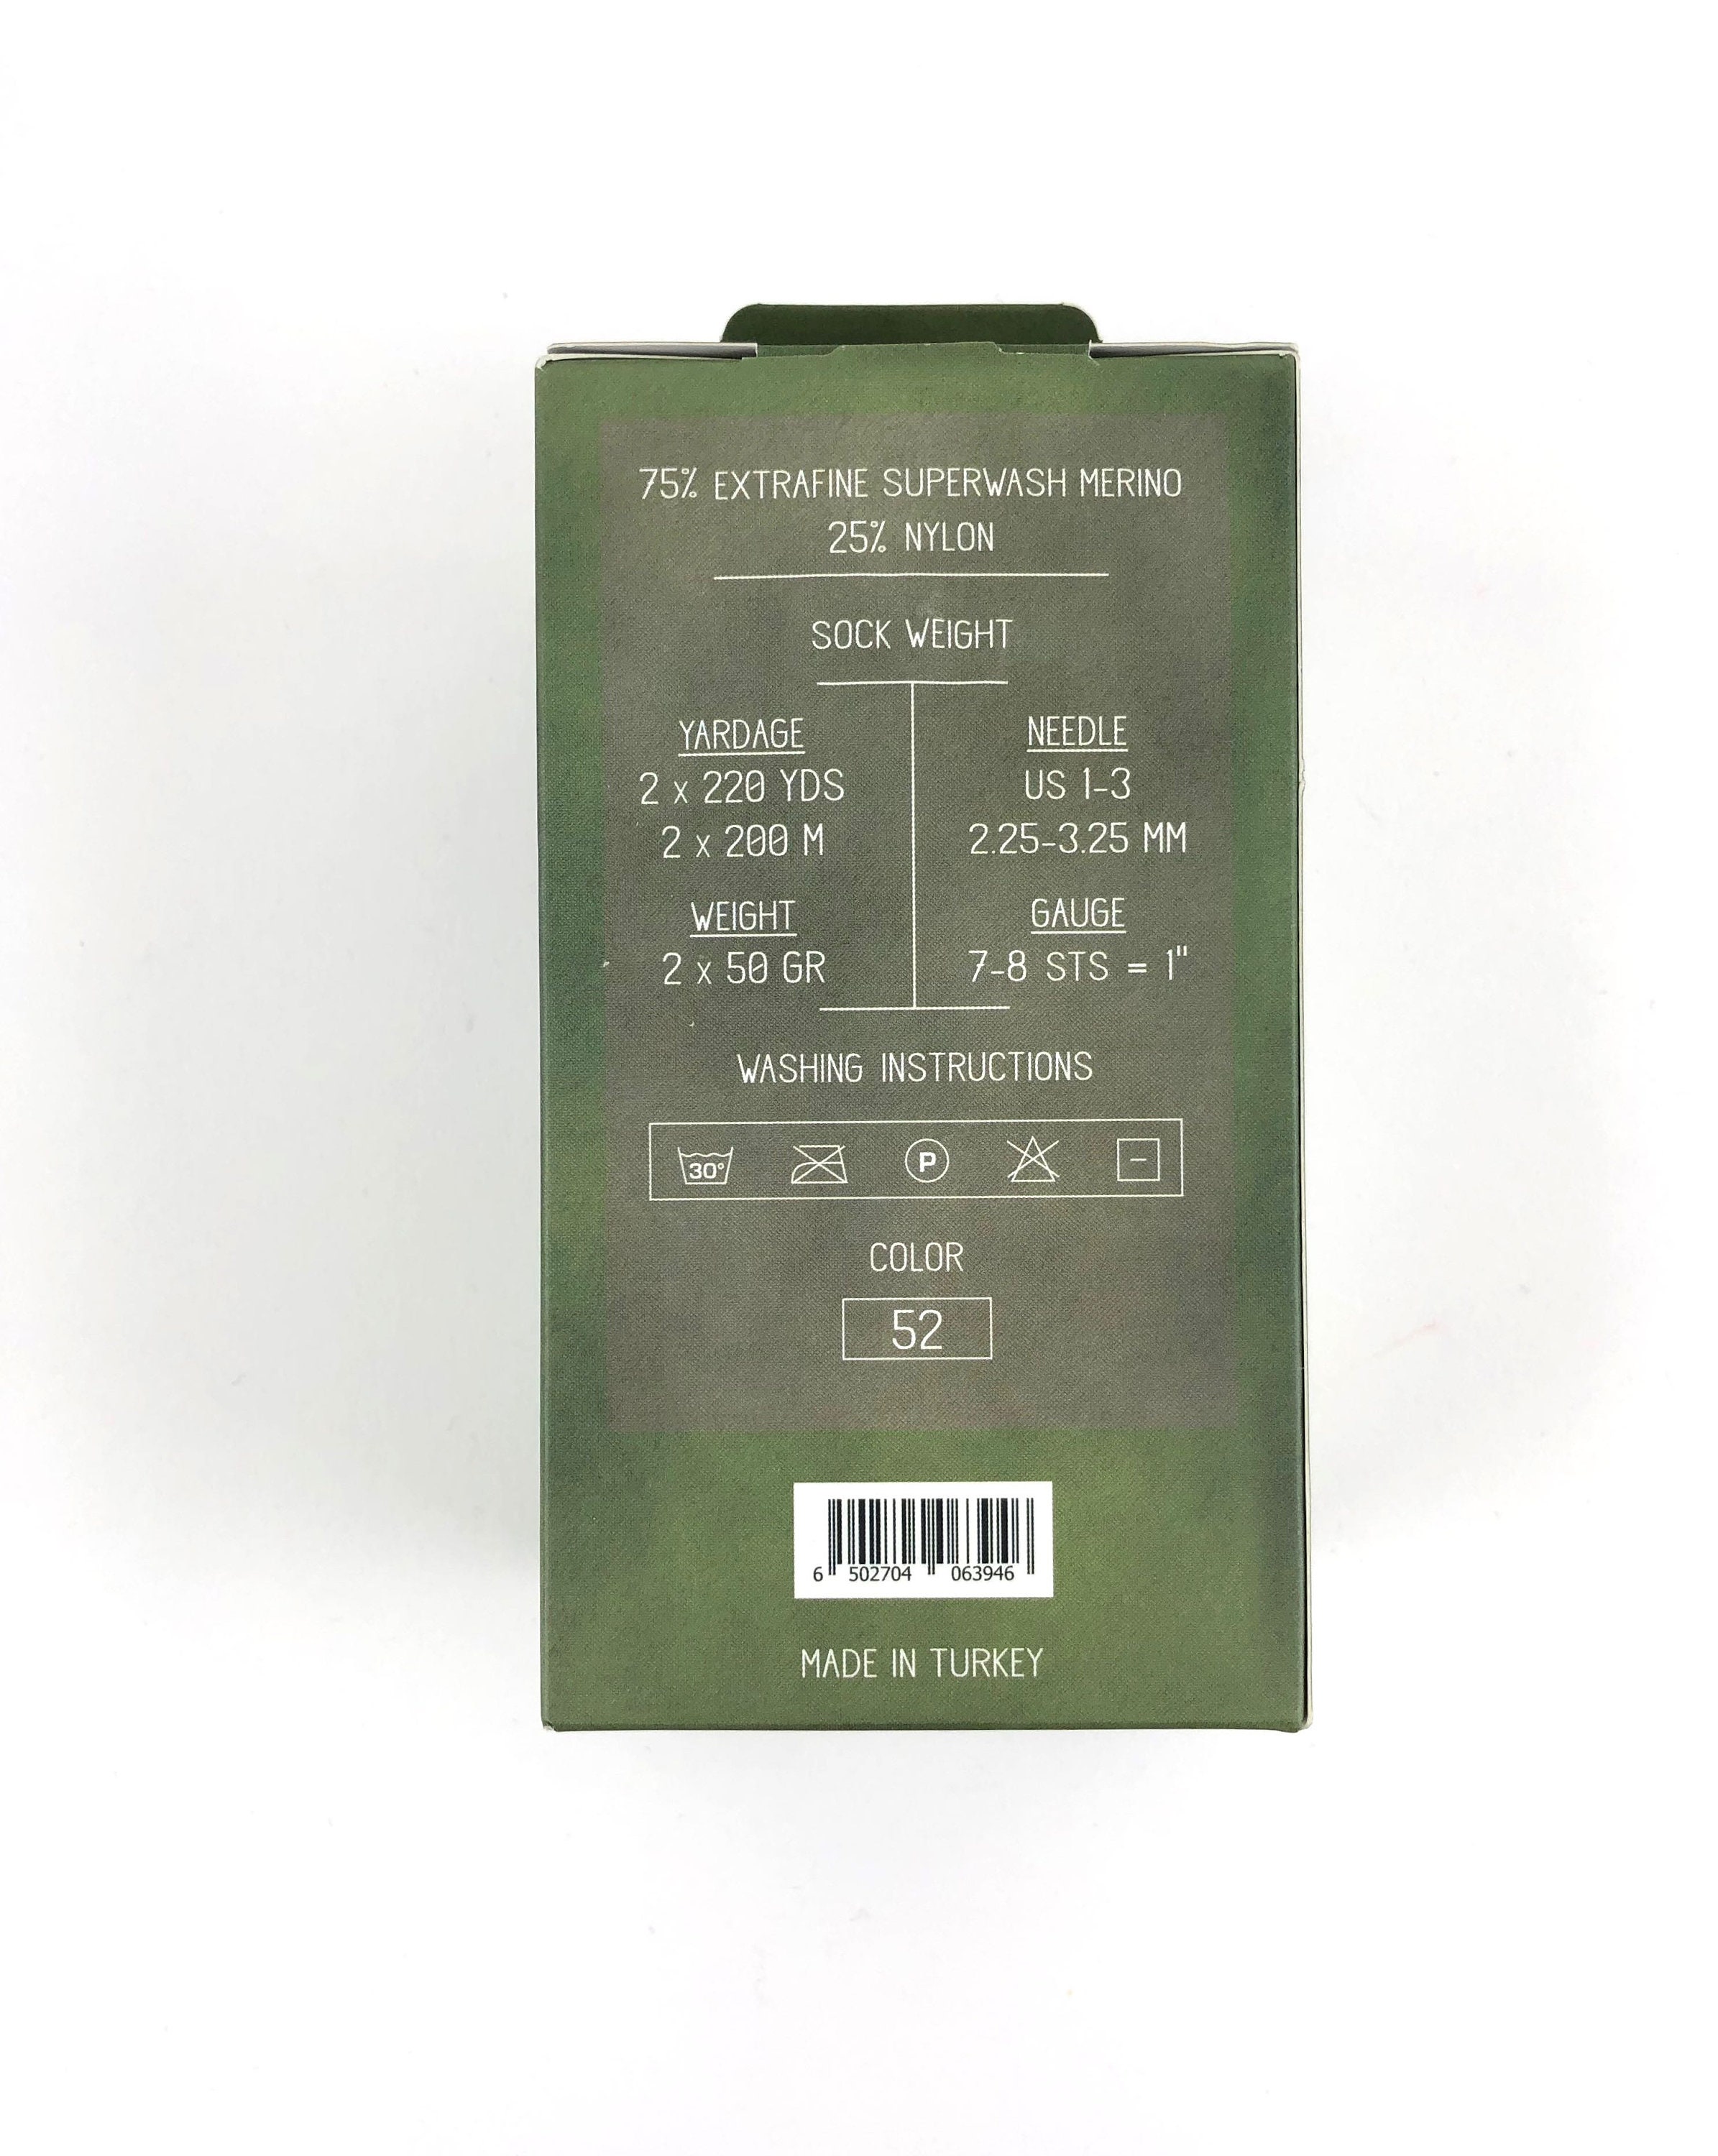 75% EXTRAFINE SUPERWASH MERINO
25% NYLON
SOCK WEIGHT
YARDAGE
2 x 220 YDS
2 x 200 M
WEIGHT
2 x 50 GR
NEEDLE
US 1-3
2.25-3.25 MM
GAUGE
7-8 STS = 1"
WASHING INSTRUCTIONS
30° P
COLOR
52
6 502704 063946
MADE IN TURKEY